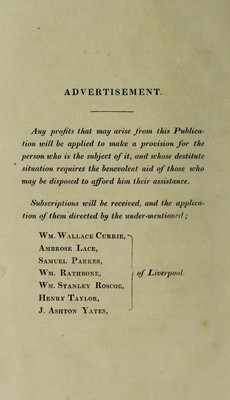 ADVERTISEMENT.
Any profits that may arise from this Publica-
tion will be applied to make a provision for the
person who is the subject of it, and whose destitute
situation requires the benevolent aid of those who
may be disposed to afford him their assistance.
Subscriptions will be received, and the applica-
tion of them directed by the under-mentioned;
Wm. Wallace Currie,
Ambrose Lace,
Samuel Parkes,
Wm. Rathbone,
Wm. Stanley Roscoe,
Henry Taylor,
J. Ashton Yates,
of Liverpool.